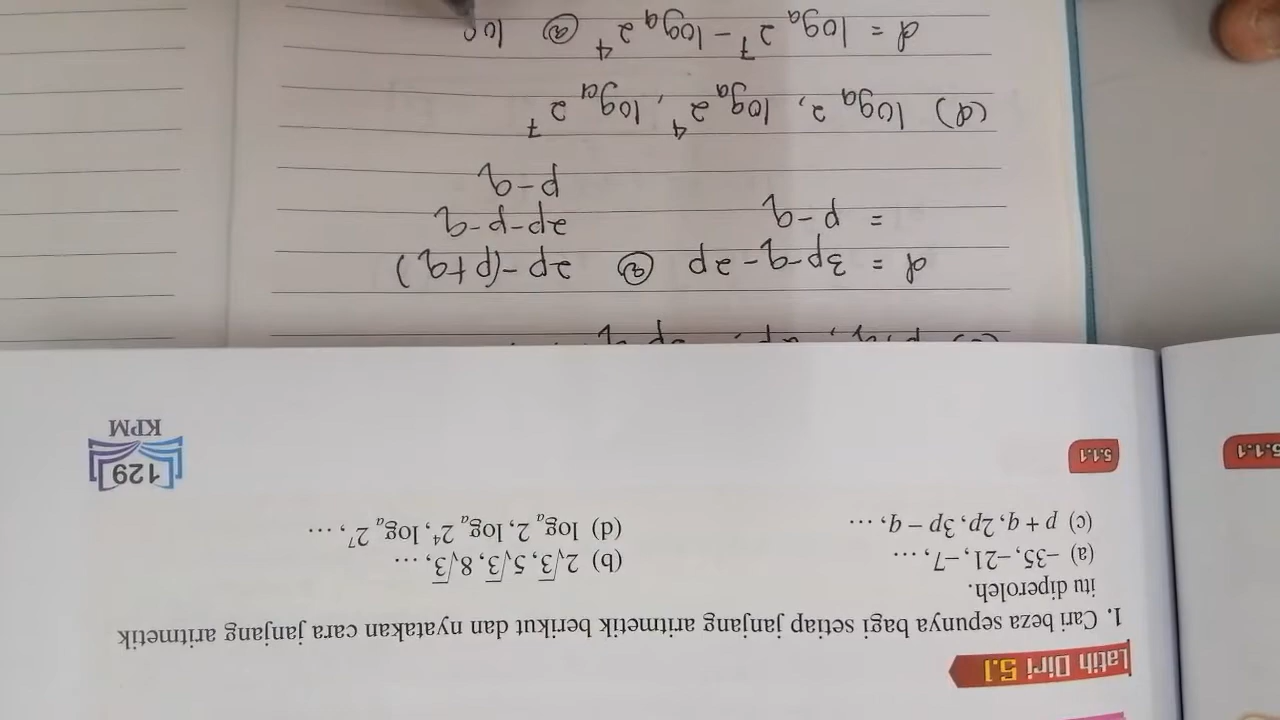 Latih Diri 5.1
1. Cari beza sepunya bagi setiap janjang aritmetik berikut dan nyatakan cara janjang aritmetik
itu diperoleh.
(a) −35, −21, −7, … (b) 2√3, 5√3, 8√3, …
(c) p + q, 2p, 3p − q, … (d) logₐ 2, logₐ 2⁴, logₐ 2⁷, …
5.1.1
129
KPM
d = 3p-q-2p @ 2p-(p+q)
= p-q 2p-p-q
p-q
(d) logₐ 2, logₐ 2⁴, logₐ 2⁷
d = logₐ 2⁷ - logₐ 2⁴ @ lo